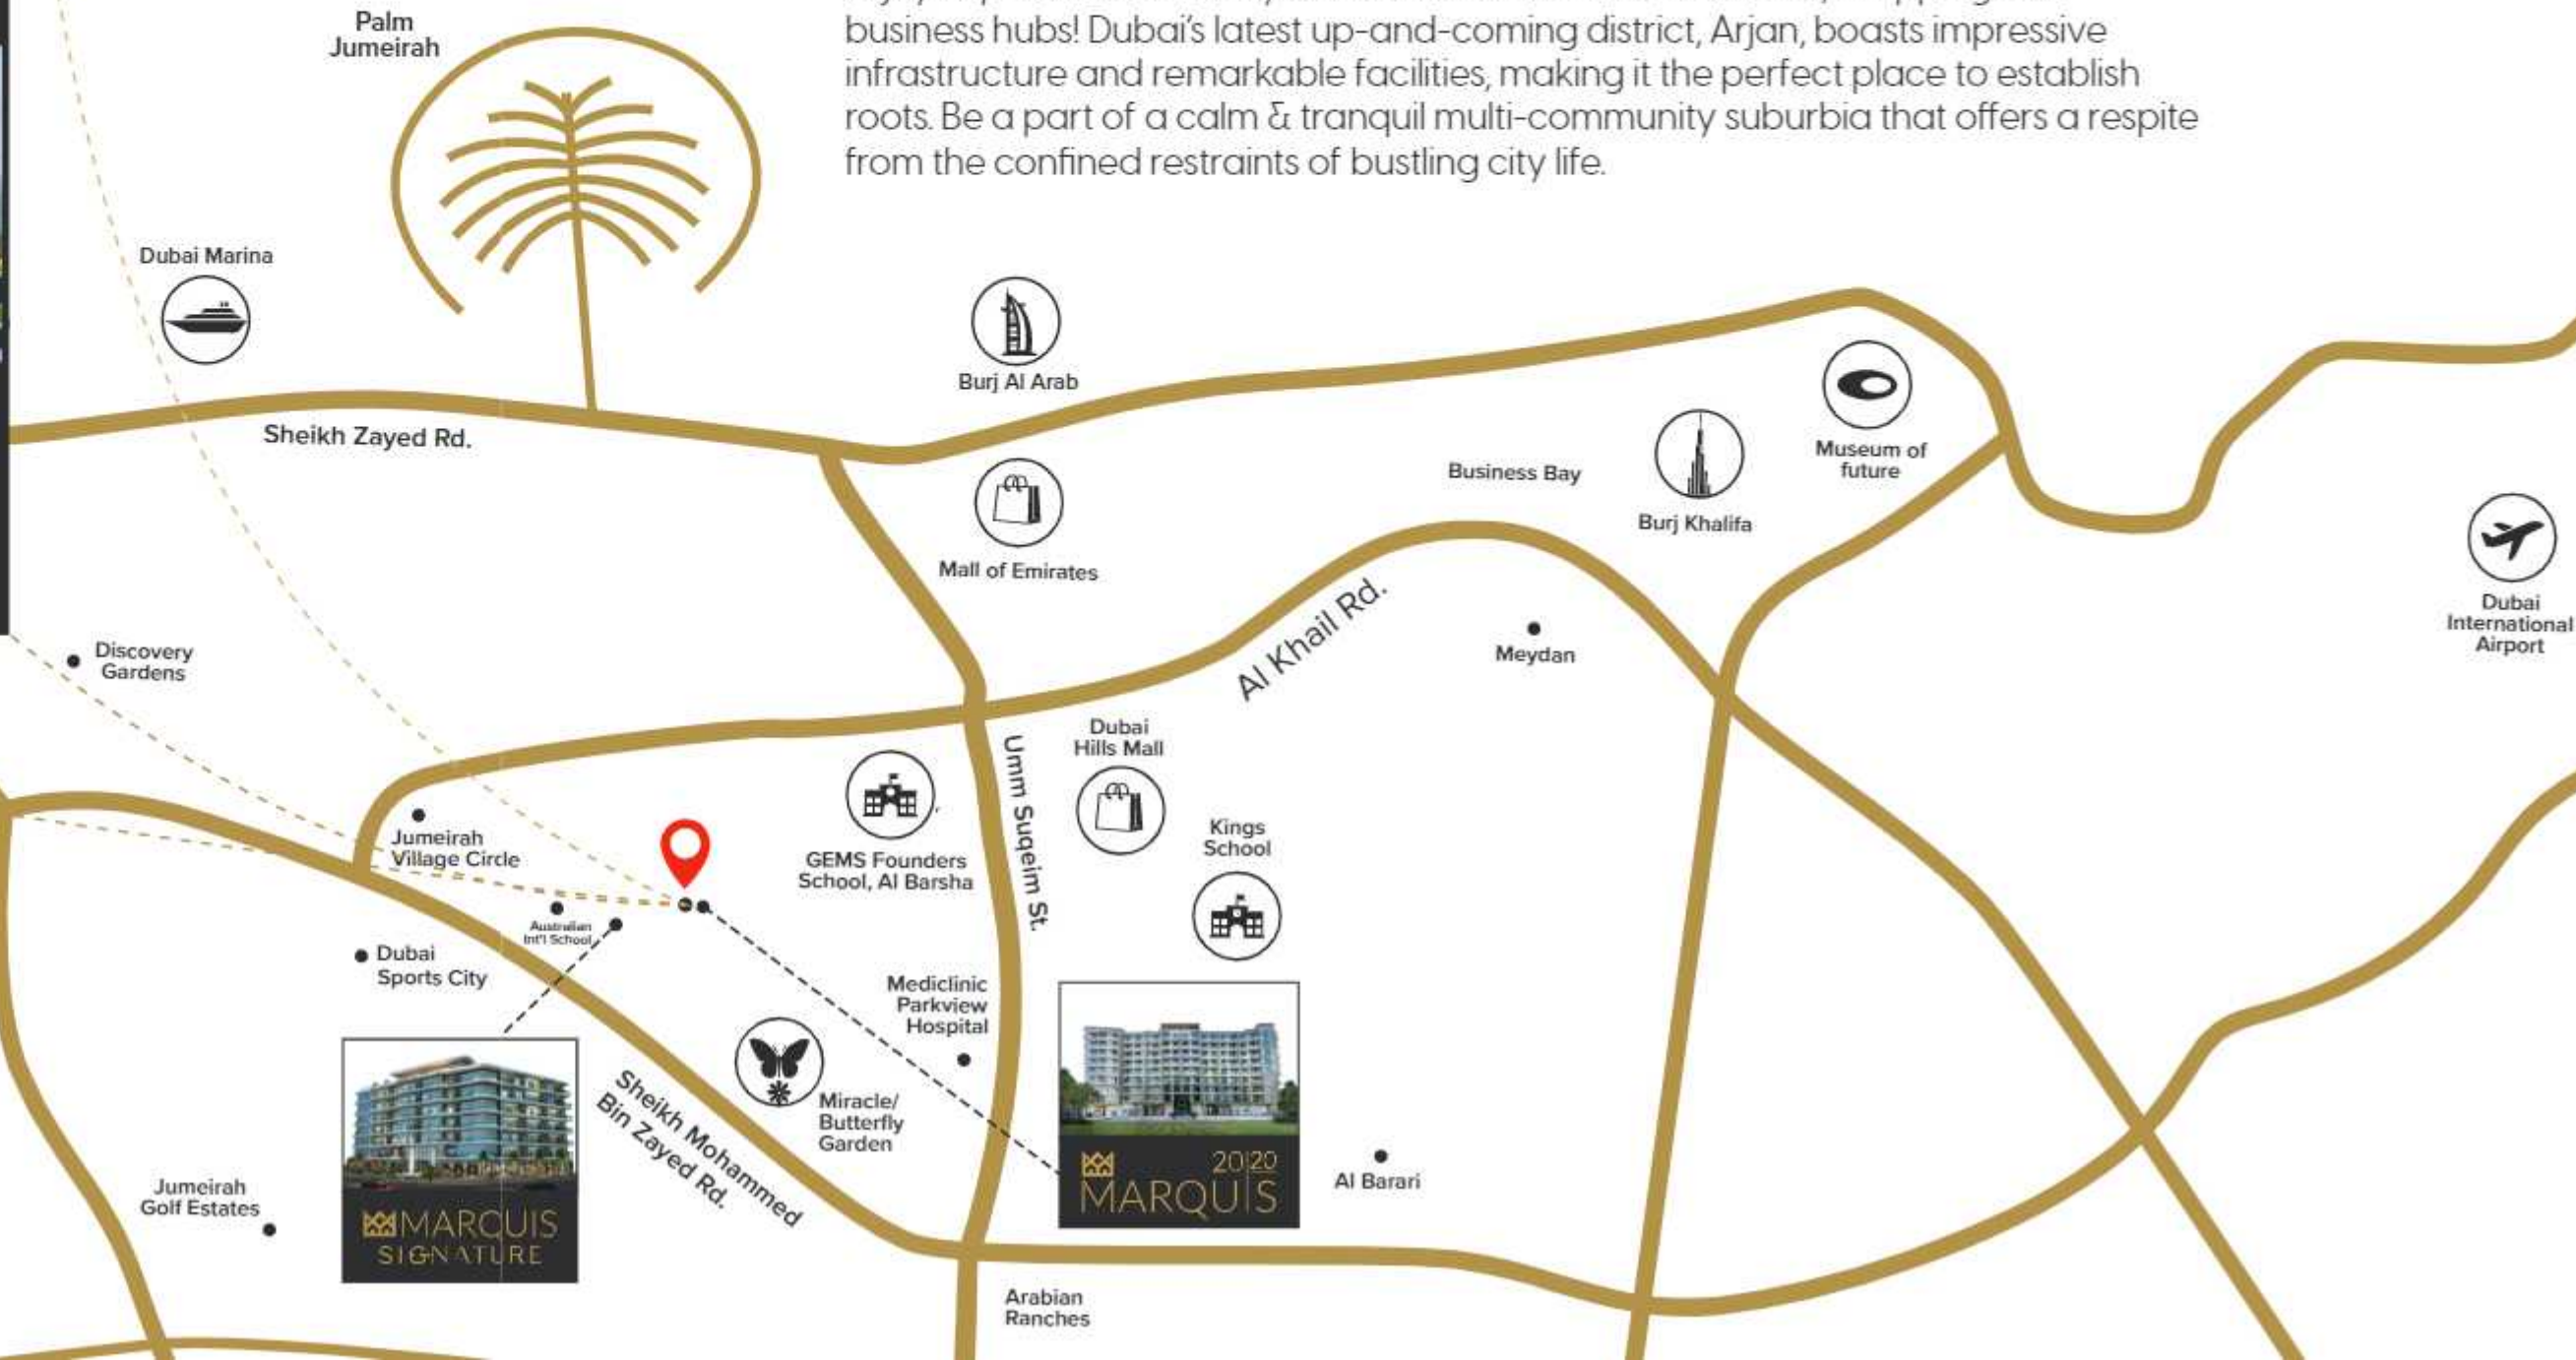 business hubs! Dubai's latest up-and-coming district, Arjan, boasts impressive
infrastructure and remarkable facilities, making it the perfect place to establish
roots. Be a part of a calm & tranquil multi-community suburbia that offers a respite
from the confined restraints of bustling city life.
Palm
Jumeirah
Dubai Marina
Burj Al Arab
Sheikh Zayed Rd.
Museum of
future
Business Bay
Burj Khalifa
Mall of Emirates
Dubai
International
Airport
Al Khail Rd.
Meydan
Discovery
Gardens
Dubai
Hills Mall
Umm Suqeim St.
Kings
School
Jumeirah
Village Circle
GEMS Founders
School, Al Barsha
Australian
Int'l School
Dubai
Sports City
Mediclinic
Parkview
Hospital
Miracle/
Butterfly
Garden
Sheikh Mohammed
Bin Zayed Rd.
20|20
MARQUIS
Al Barari
Jumeirah
Golf Estates
MARQUIS
SIGNATURE
Arabian
Ranches